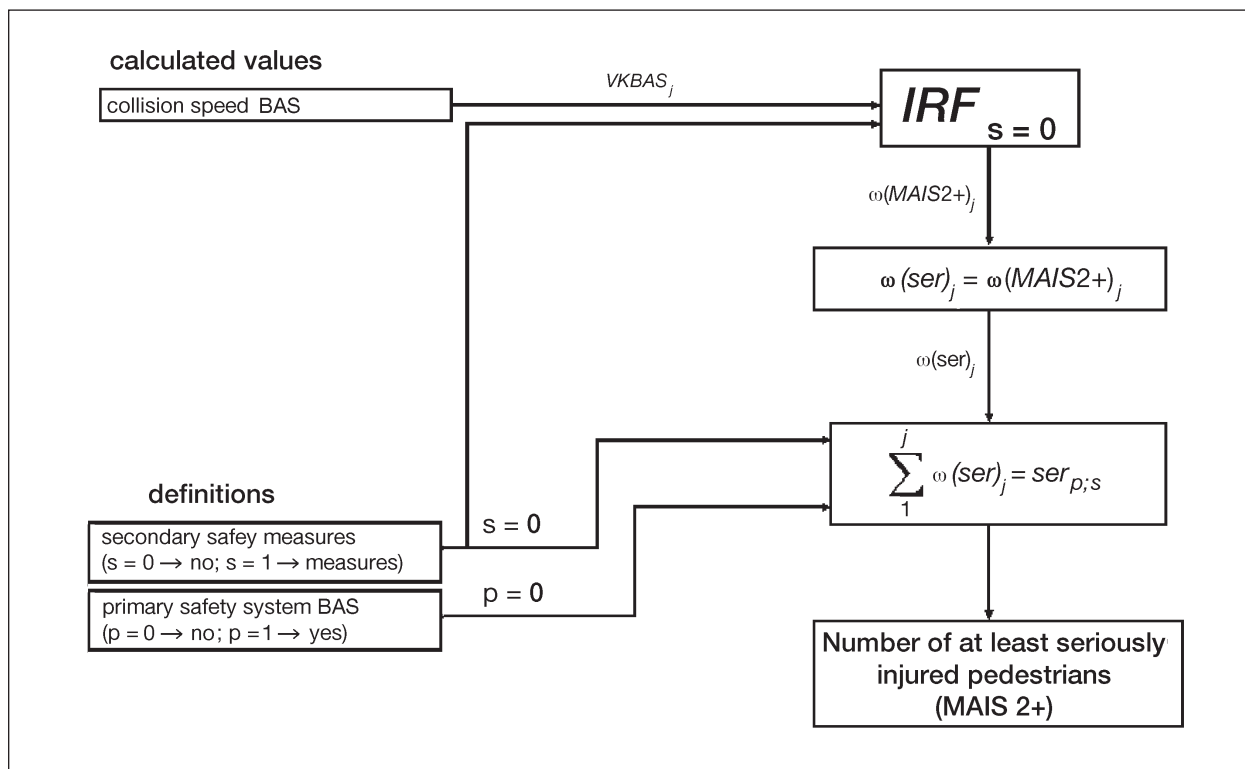 calculated values
collision speed BAS
VKBAS_j
IRF s = 0
ω(MAIS2+)_j
ω(ser)_j = ω(MAIS2+)_j
ω(ser)_j
j
∑ ω(ser)_j = ser_p;s
1
definitions
secondary safey measures
(s = 0 → no; s = 1 → measures)
s = 0
primary safety system BAS
(p = 0 → no; p = 1 → yes)
p = 0
Number of at least seriously
injured pedestrians
(MAIS 2+)